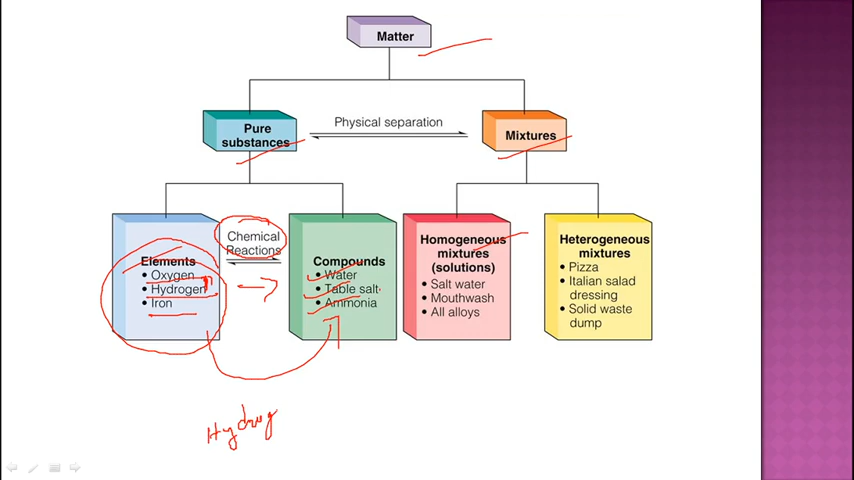 Matter
Pure
substances
Physical separation
Mixtures
Elements
• Oxygen
• Hydrogen
• Iron
Chemical
Reactions
Compounds
• Water
• Table salt
• Ammonia
Homogeneous
mixtures
(solutions)
• Salt water
• Mouthwash
• All alloys
Heterogeneous
mixtures
• Pizza
• Italian salad
dressing
• Solid waste
dump